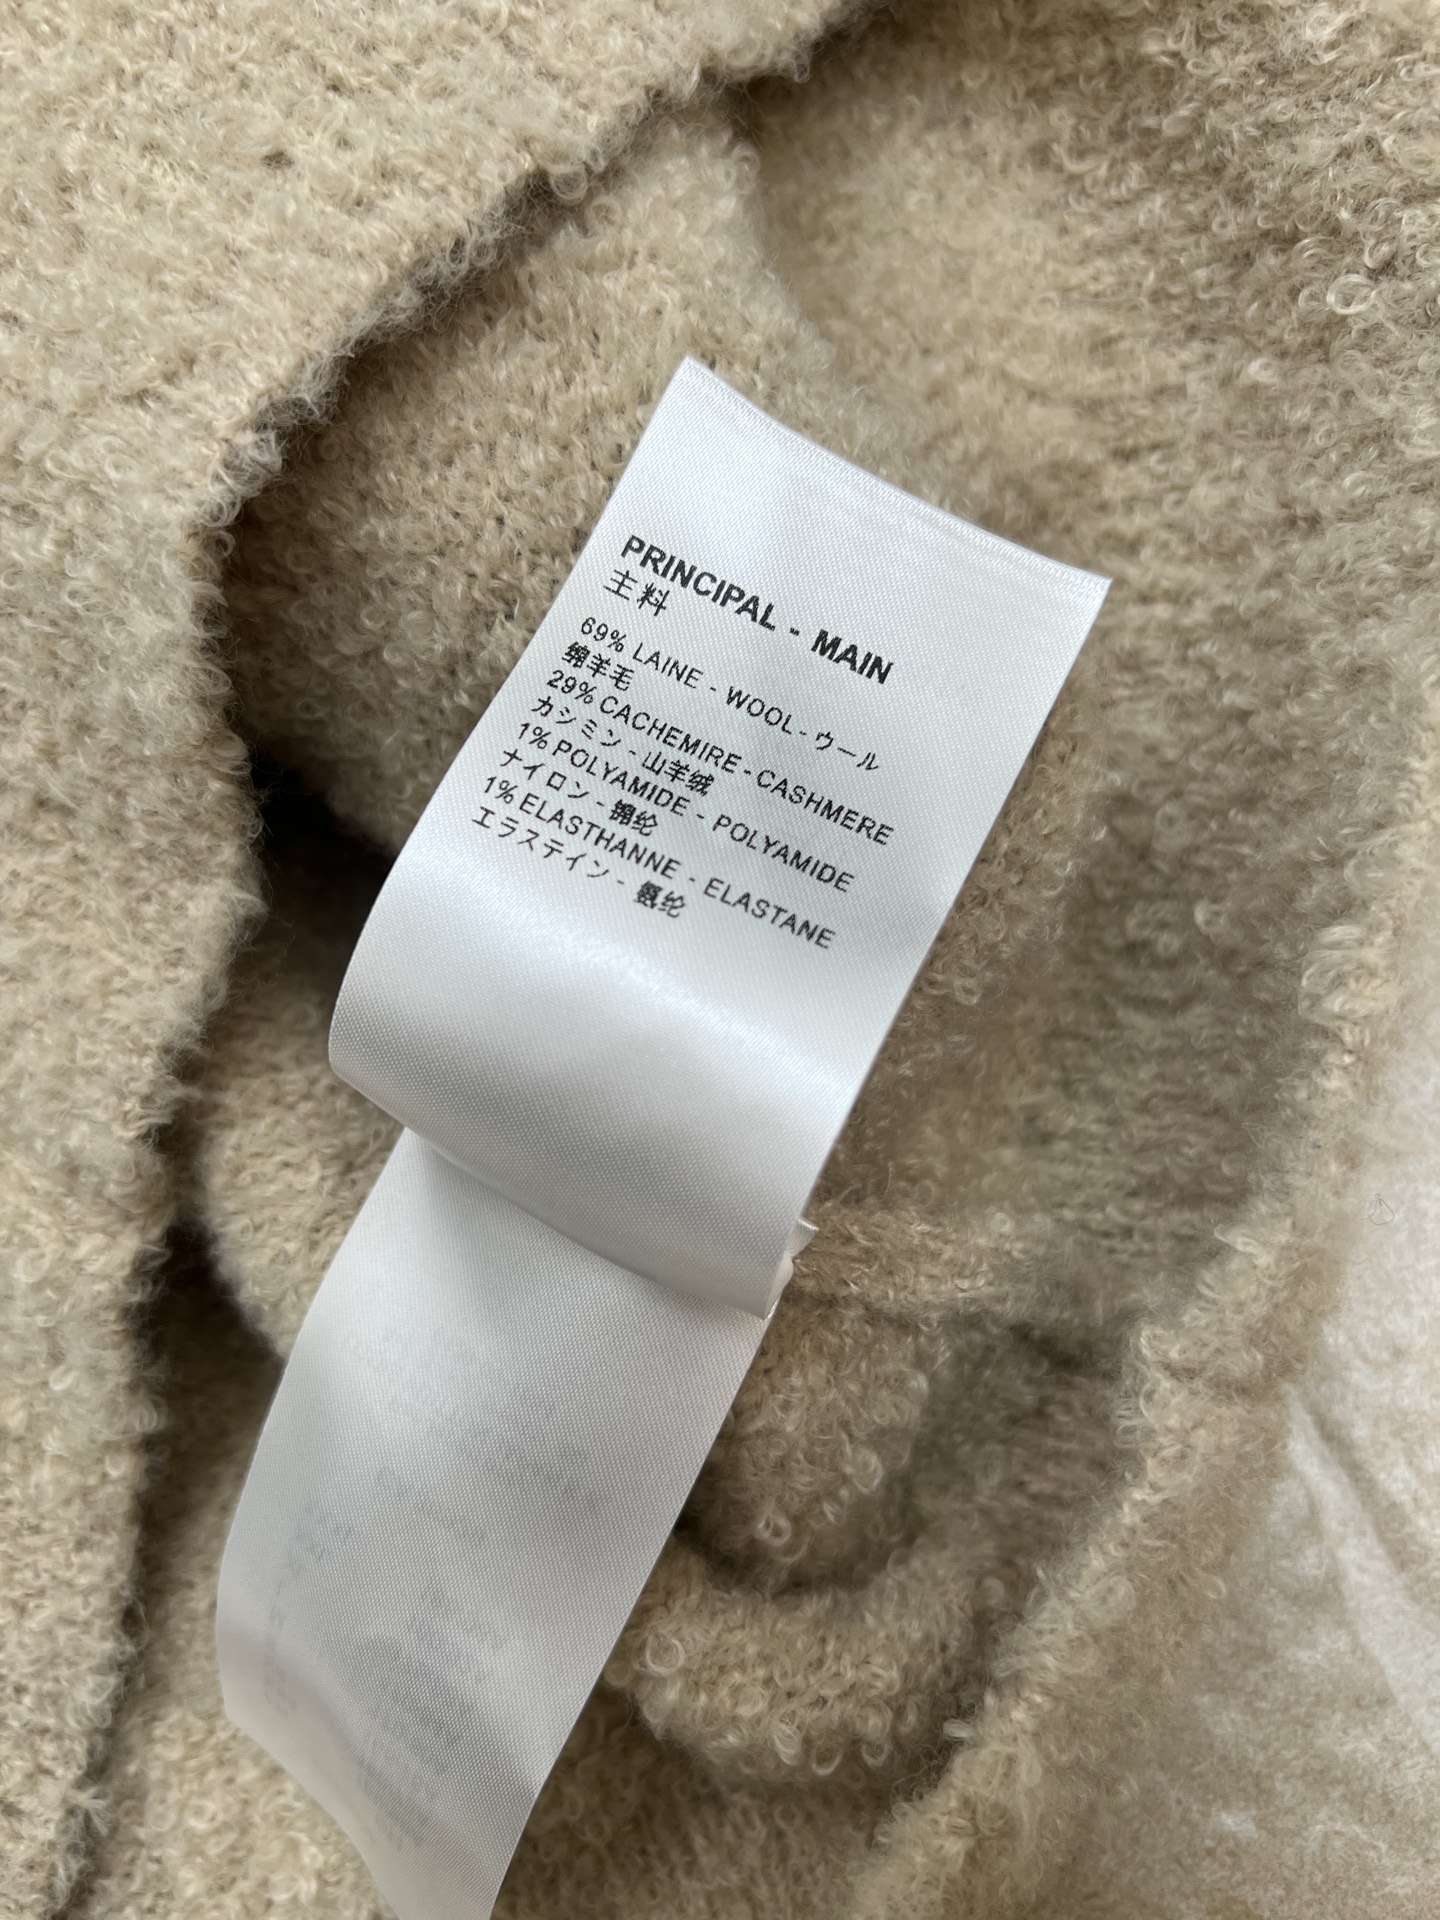 PRINCIPAL - MAIN
主料
69% LAINE - WOOL - ウール
绵羊毛
29% CACHEMIRE - CASHMERE
カシミン - 山羊绒
1% POLYAMIDE - POLYAMIDE
ナイロン - 锦纶
1% ELASTHANNE - ELASTANE
エラステイン - 氨纶